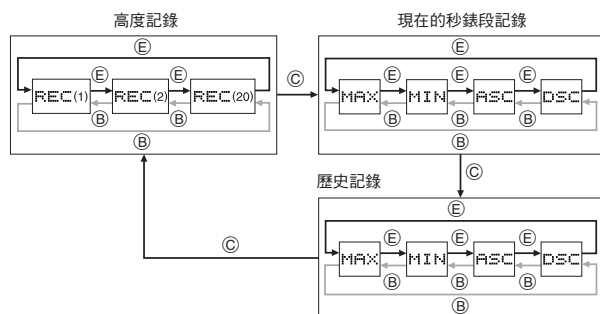 高度記錄
Ⓔ
Ⓔ Ⓔ
REC(1) REC(2) REC(20)
Ⓑ Ⓑ
Ⓑ
Ⓒ
現在的秒錶段記錄
Ⓔ
Ⓔ Ⓔ Ⓔ
MAX MIN ASC DSC
Ⓑ Ⓑ Ⓑ
Ⓑ
Ⓒ
歷史記錄
Ⓔ
Ⓔ Ⓔ Ⓔ
MAX MIN ASC DSC
Ⓑ Ⓑ Ⓑ
Ⓑ
Ⓒ